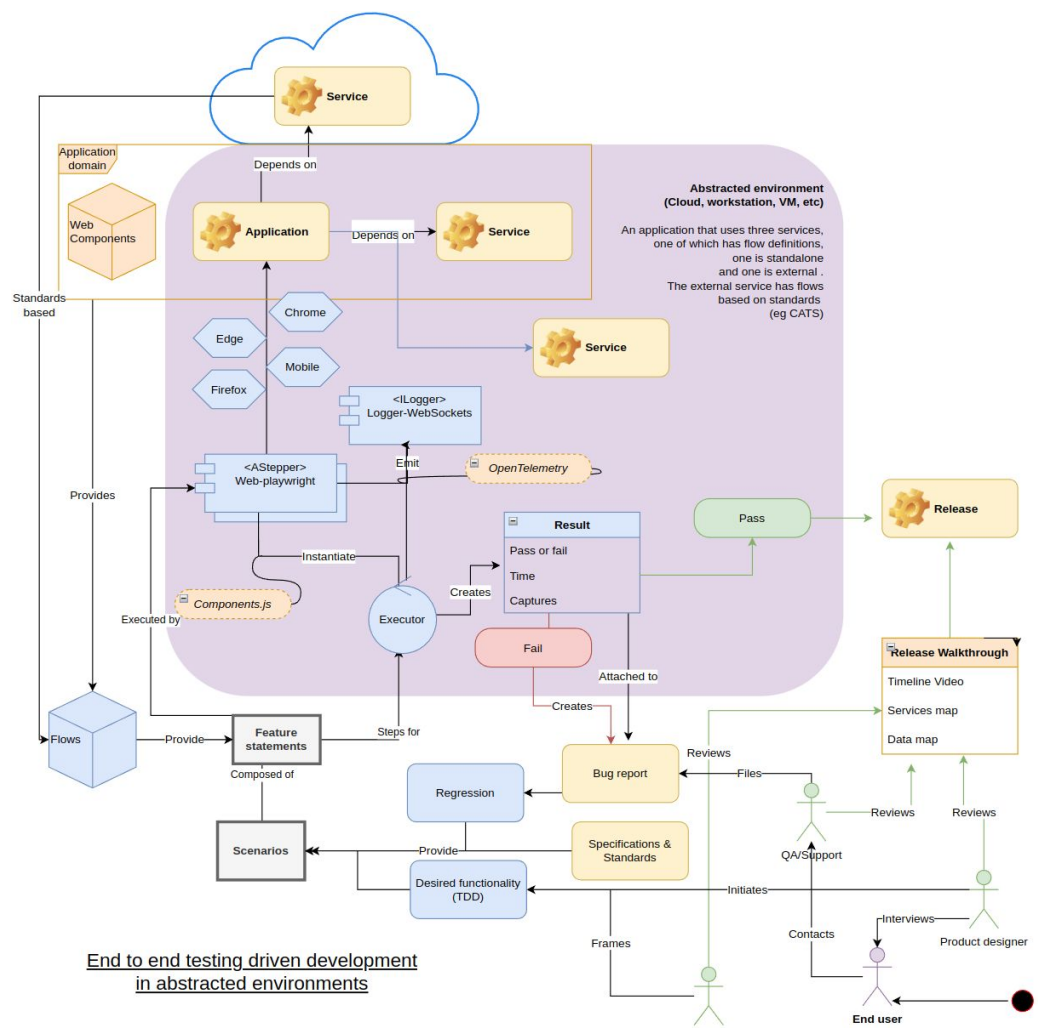 Service
Application
domain
Depends on
Abstracted environment
(Cloud, workstation, VM, etc)
Web
Components
Application
Depends on
Service
An application that uses three services,
one of which has flow definitions,
one is standalone
and one is external .
The external service has flows
based on standards
(eg CATS)
Standards
based
Chrome
Edge
Service
Mobile
Firefox
<ILogger>
Logger-WebSockets
Emit
<AStepper>
Web-playwright
OpenTelemetry
Provides
Result
Pass or fail
Time
Captures
Pass
Release
Instantiate
Creates
Components.js
Executed by
Executor
Fail
Release Walkthrough
Timeline Video
Services map
Data map
Attached to
Creates
Flows
Provide
Feature
statements
Steps for
Composed of
Reviews
Bug report
Files
Regression
Reviews
Reviews
Scenarios
Provide
Specifications &
Standards
QA/Support
Desired functionality
(TDD)
Initiates
Interviews
Contacts
Product designer
Frames
End to end testing driven development
in abstracted environments
End user